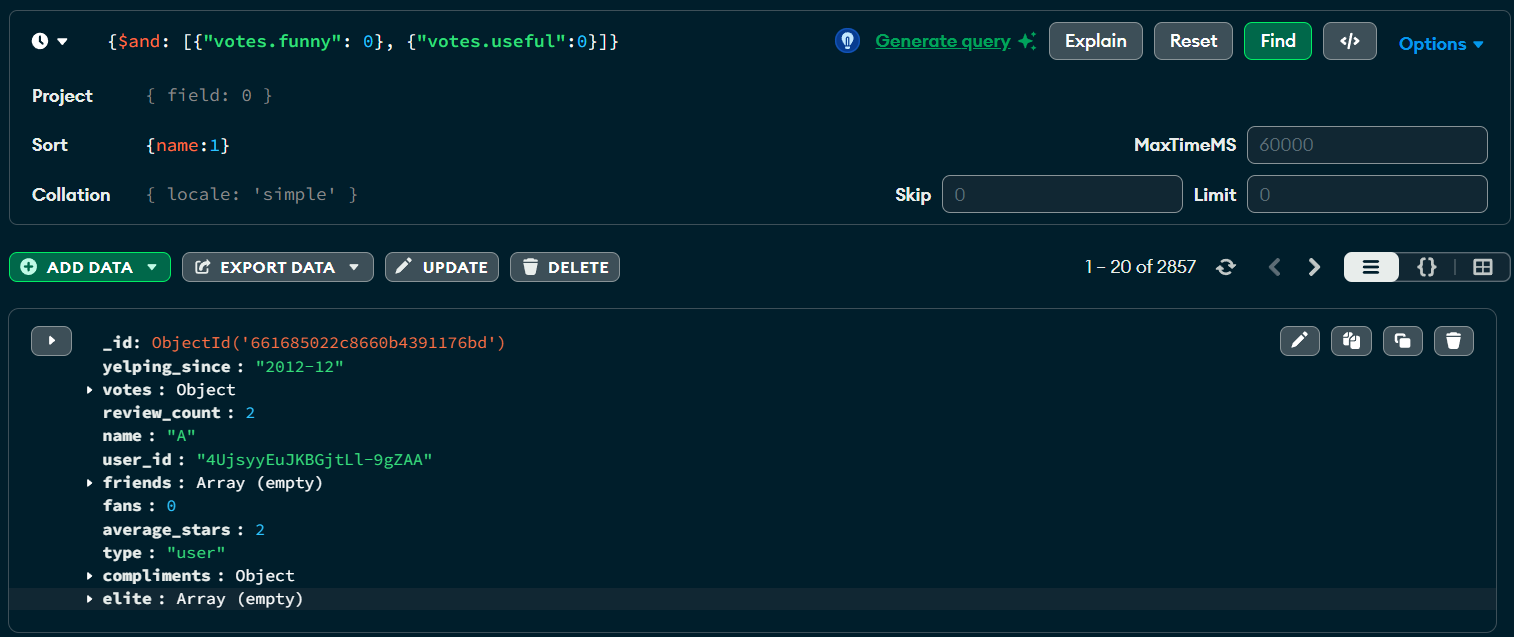 {$and: [{"votes.funny": 0}, {"votes.useful":0}]} Generate query Explain Reset Find </> Options
Project { field: 0 }
Sort {name:1} MaxTimeMS 60000
Collation { locale: 'simple' } Skip 0 Limit 0
ADD DATA EXPORT DATA UPDATE DELETE 1 – 20 of 2857 {}
_id: ObjectId('661685022c8660b4391176bd')
yelping_since : "2012-12"
votes : Object
review_count : 2
name : "A"
user_id : "4UjsyyEuJKBGjtLl-9gZAA"
friends : Array (empty)
fans : 0
average_stars : 2
type : "user"
compliments : Object
elite : Array (empty)